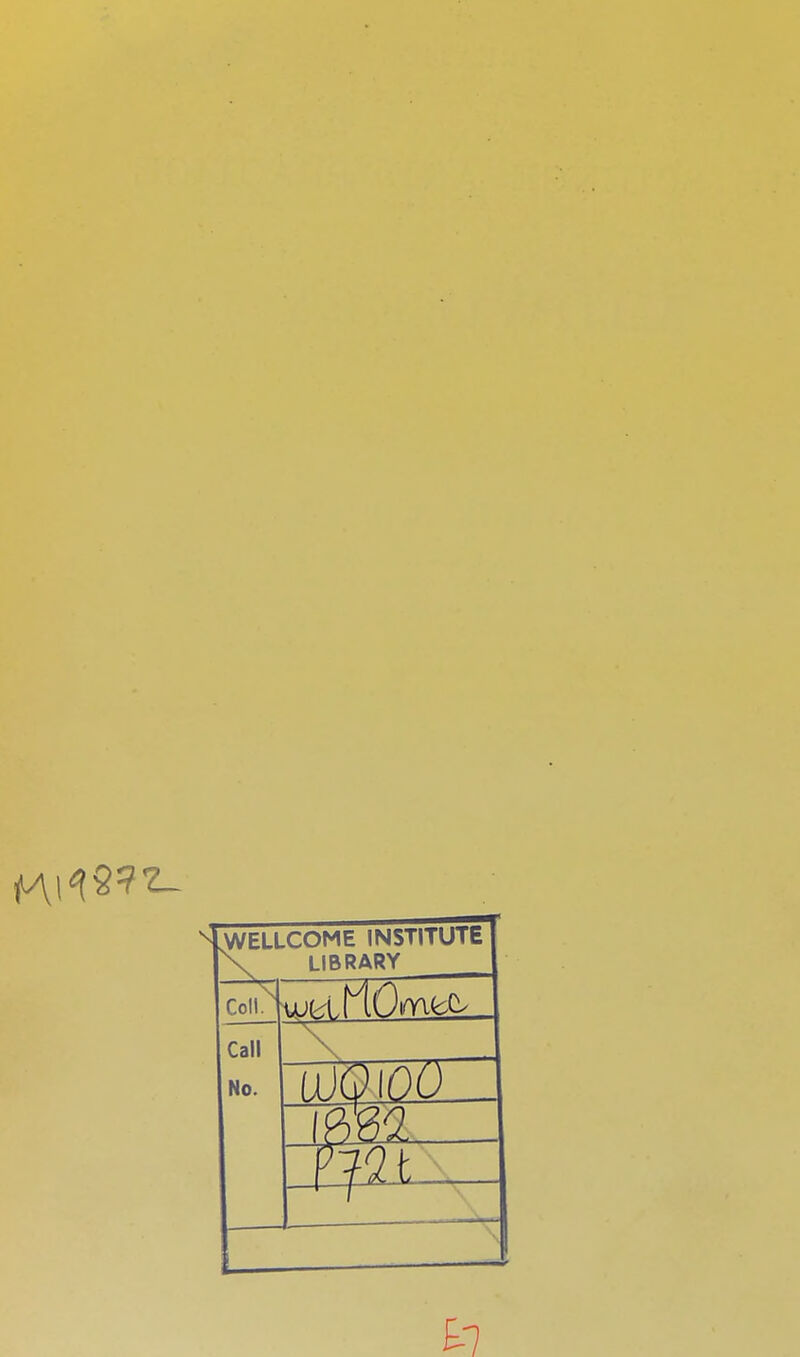 M19872
WELLCOME INSTITUTE
LIBRARY
Coll. welMOmec
Call
No. WQ100
1882
P72t
E7